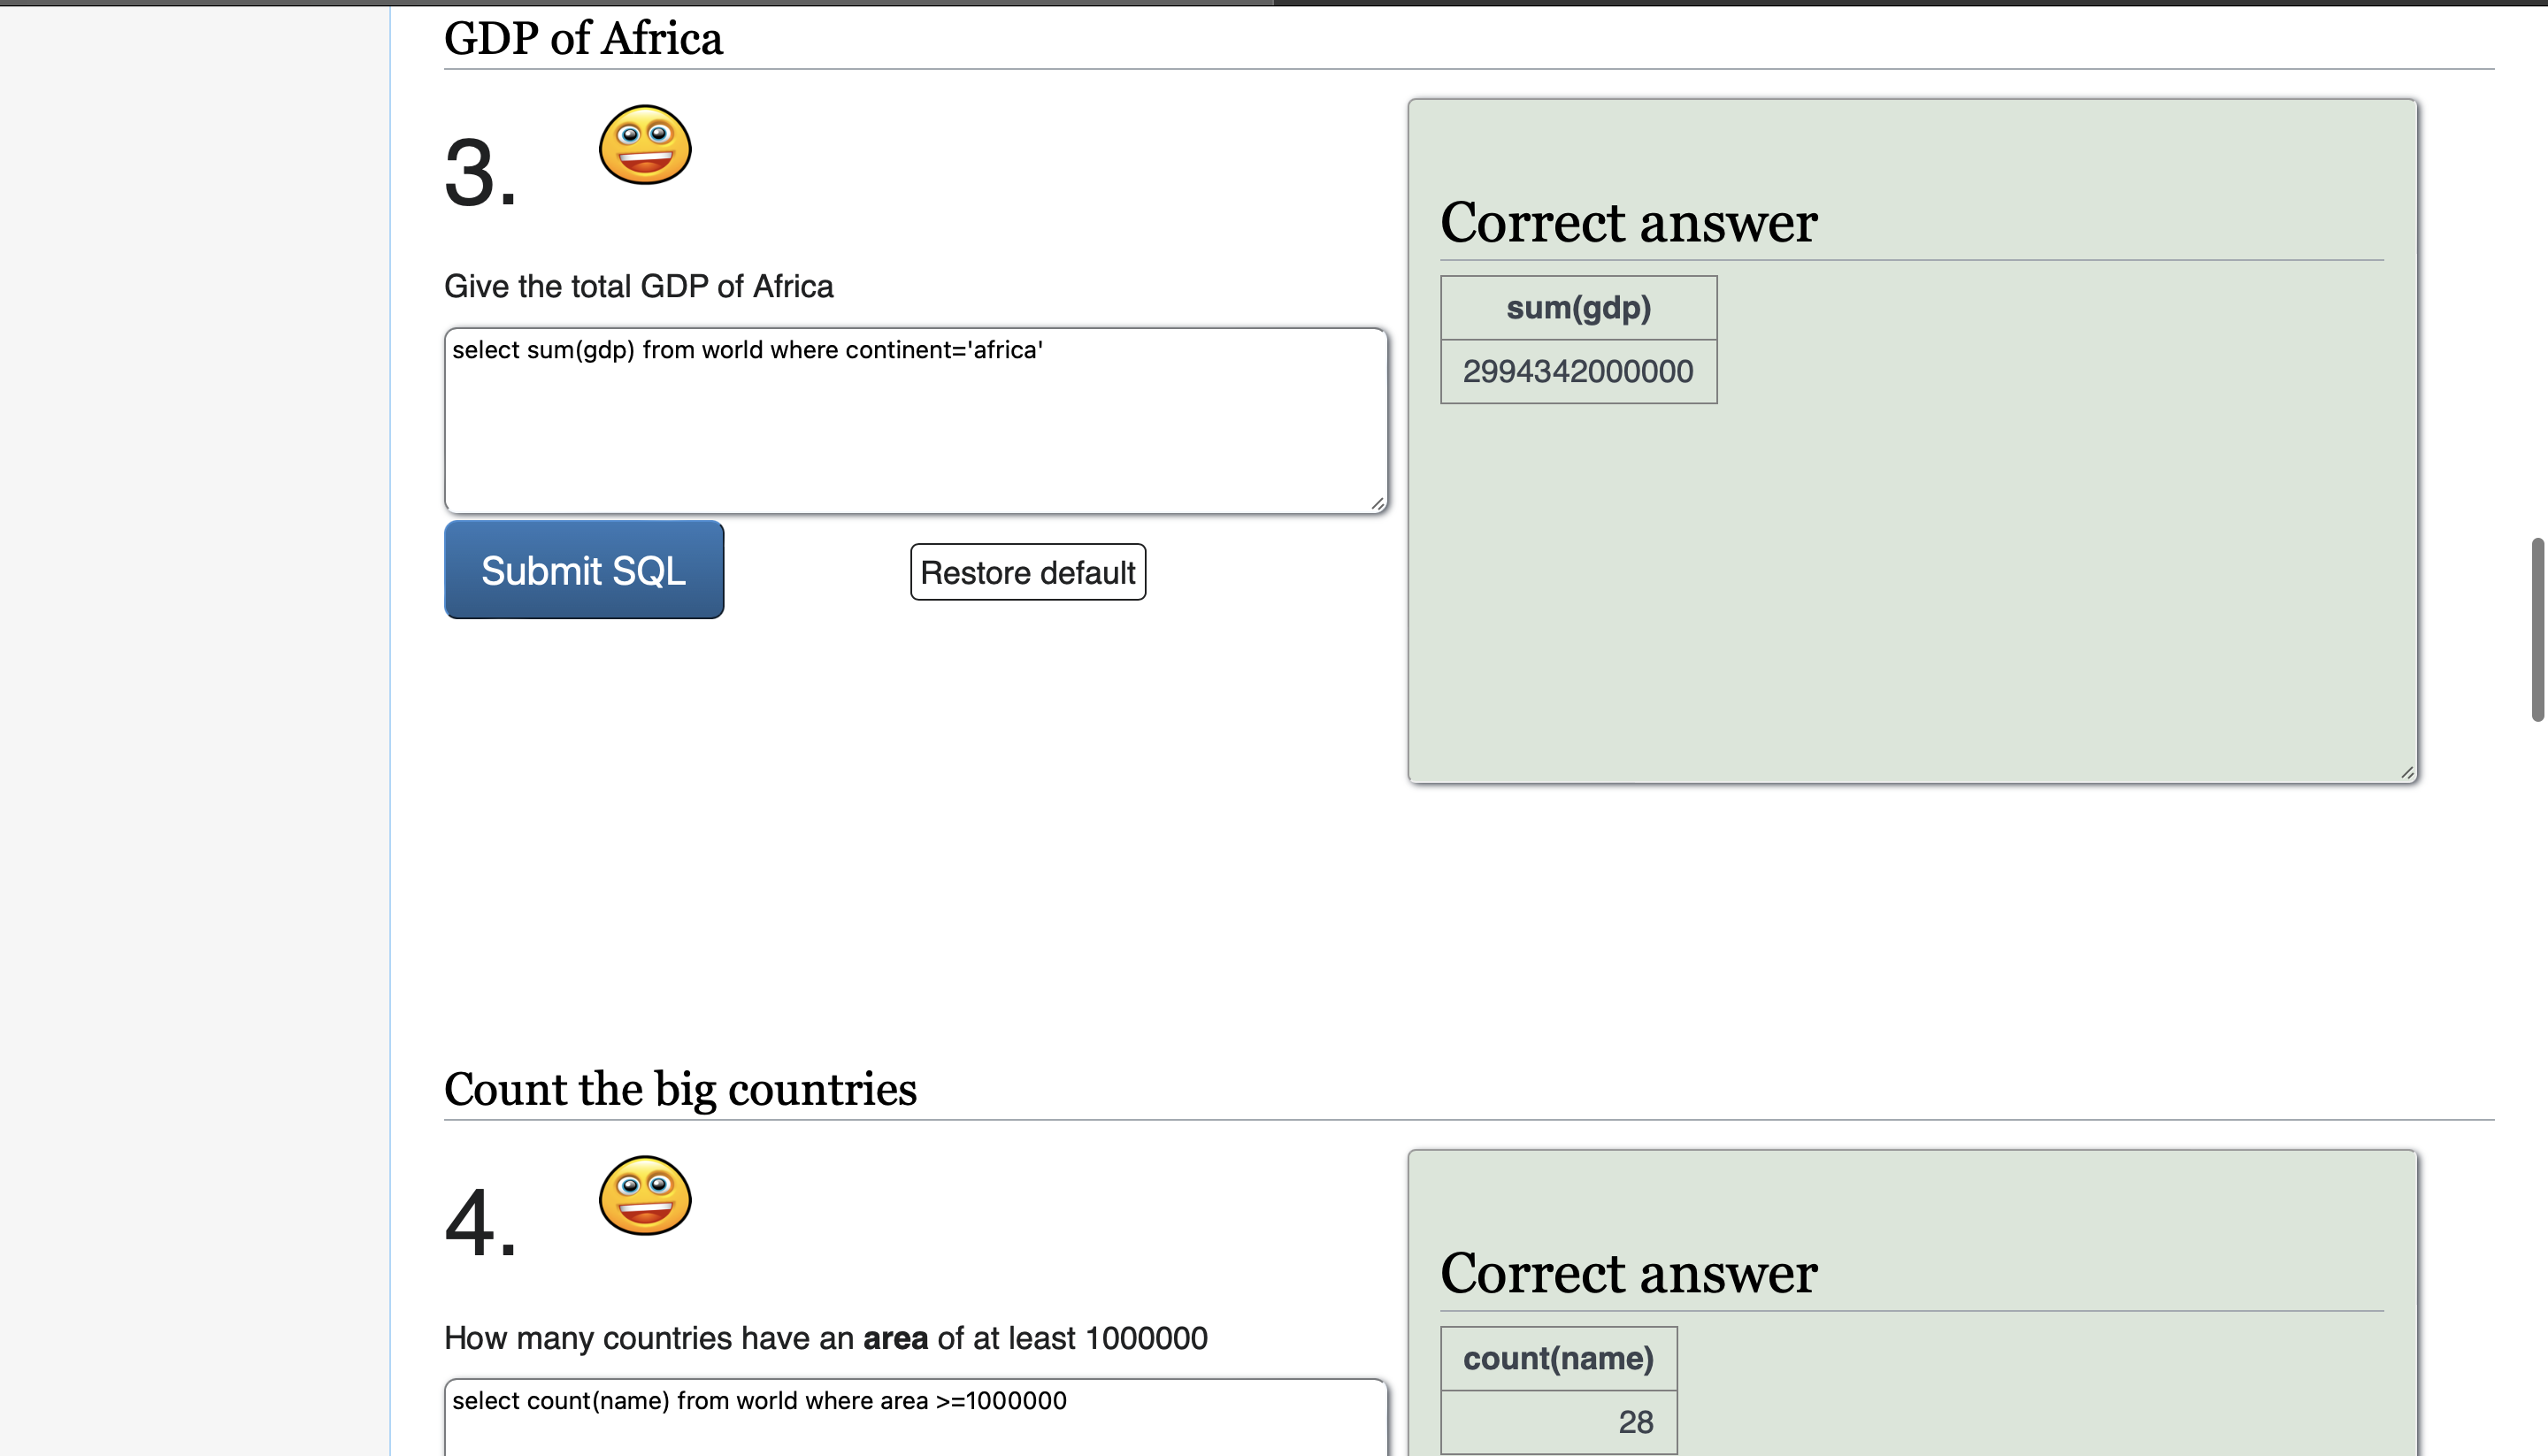 GDP of Africa
3.
Give the total GDP of Africa
select sum(gdp) from world where continent='africa'
Submit SQL
Restore default
Correct answer
sum(gdp)
2994342000000
Count the big countries
4.
How many countries have an area of at least 1000000
select count(name) from world where area >=1000000
Correct answer
count(name)
28